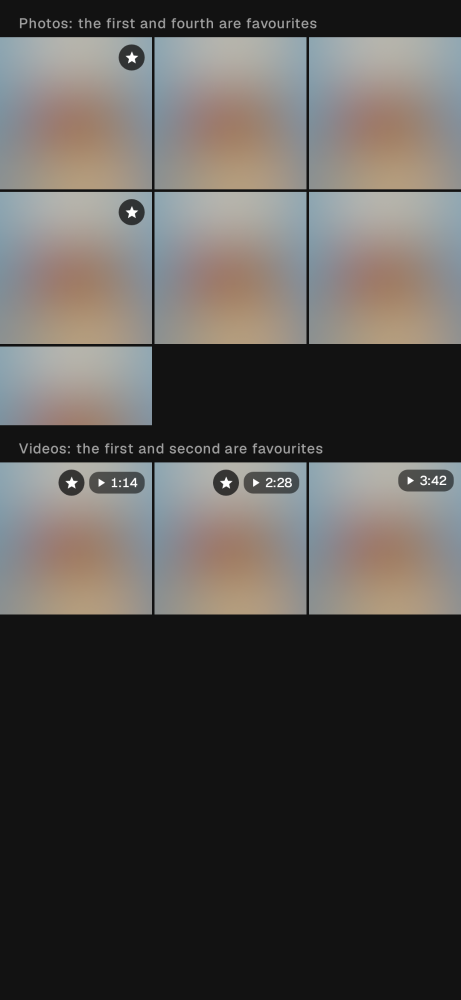 Photos: the first and fourth are favourites
Videos: the first and second are favourites
1:14
2:28
3:42